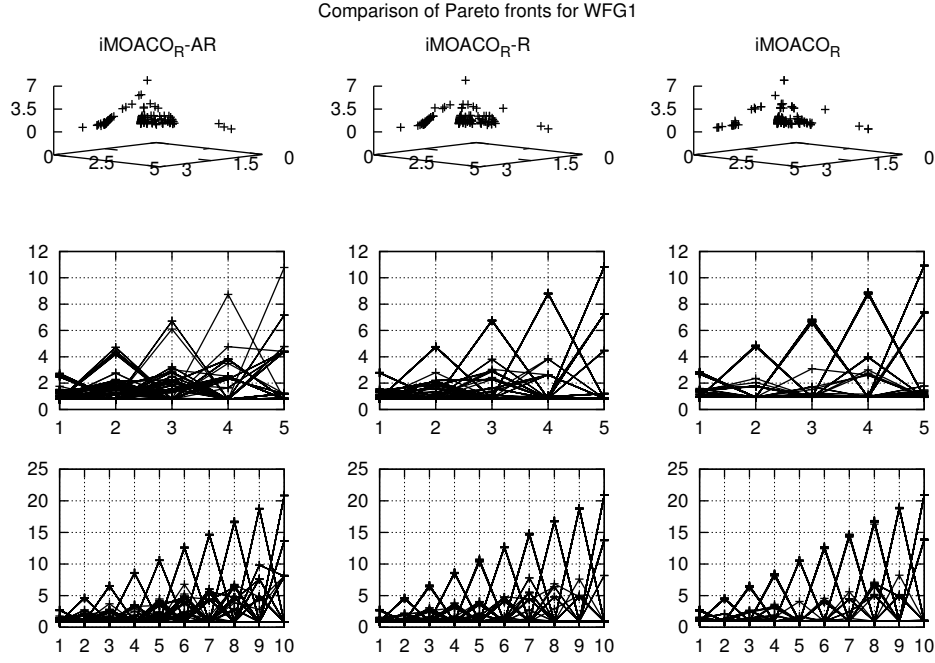 Comparison of Pareto fronts for WFG1
iMOACO_R-AR iMOACO_R-R iMOACO_R
7 7 7
3.5 3.5 3.5
0 0 0
0 2.5 5 3 1.5 0 0 2.5 5 3 1.5 0 0 2.5 5 3 1.5 0
12 12 12
10 10 10
8 8 8
6 6 6
4 4 4
2 2 2
0 0 0
1 2 3 4 5 1 2 3 4 5 1 2 3 4 5
25 25 25
20 20 20
15 15 15
10 10 10
5 5 5
0 0 0
1 2 3 4 5 6 7 8 9 10 1 2 3 4 5 6 7 8 9 10 1 2 3 4 5 6 7 8 9 10